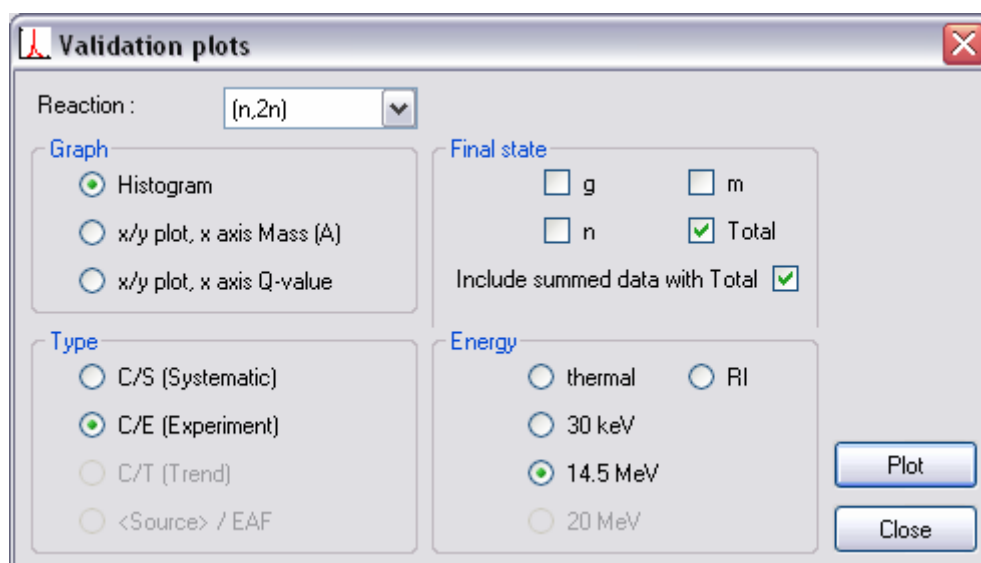 Validation plots
Reaction : (n,2n)
Graph
Histogram
x/y plot, x axis Mass (A)
x/y plot, x axis Q-value
Final state
g m
n Total
Include summed data with Total
Type
C/S (Systematic)
C/E (Experiment)
C/T (Trend)
<Source> / EAF
Energy
thermal RI
30 keV
14.5 MeV
20 MeV
Plot
Close